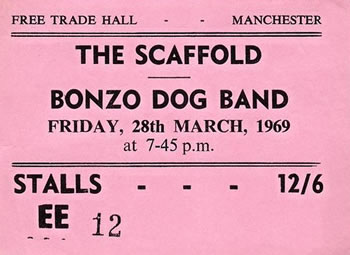 FREE TRADE HALL - MANCHESTER
THE SCAFFOLD
BONZO DOG BAND
FRIDAY, 28th MARCH, 1969
at 7-45 p.m.
STALLS - - - 12/6
EE 12